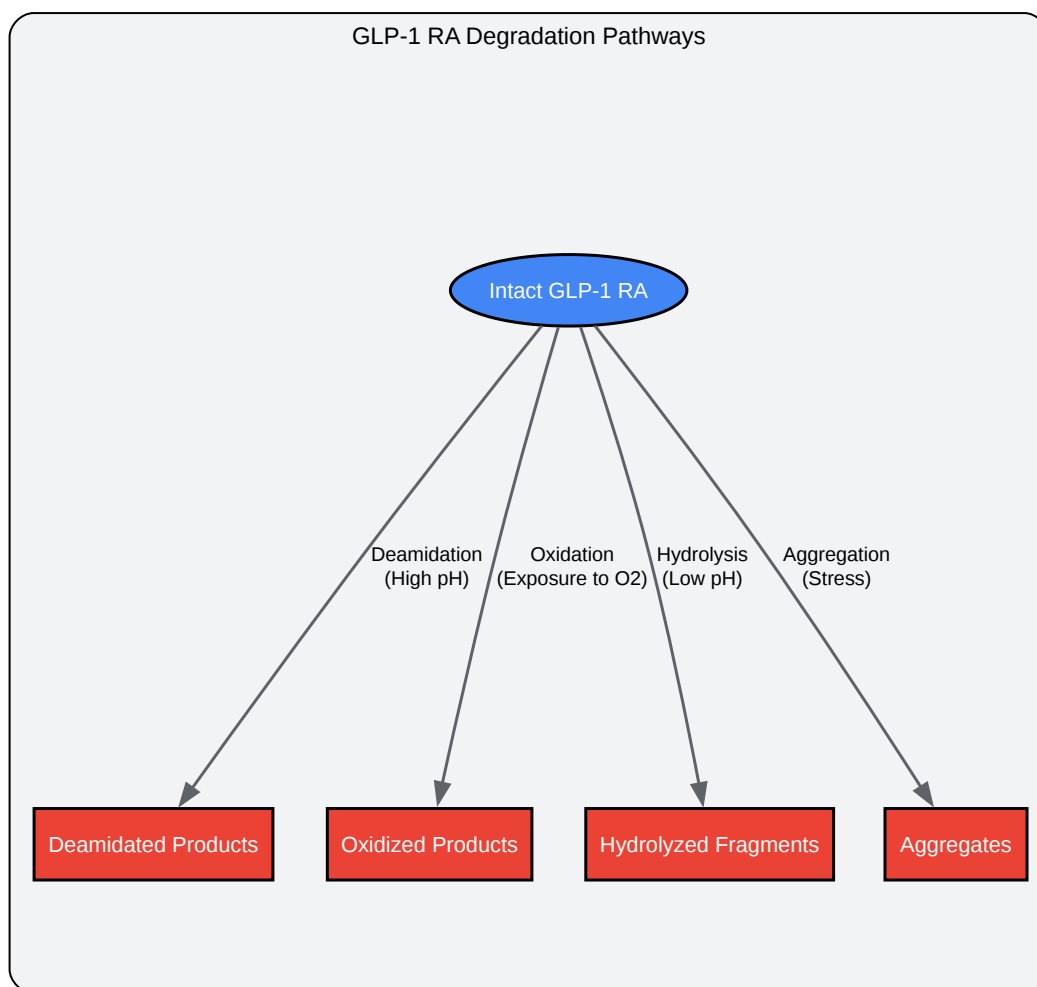 GLP-1 RA Degradation Pathways
Intact GLP-1 RA
Deamidation
(High pH)
Oxidation
(Exposure to O2)
Hydrolysis
(Low pH)
Aggregation
(Stress)
Deamidated Products
Oxidized Products
Hydrolyzed Fragments
Aggregates